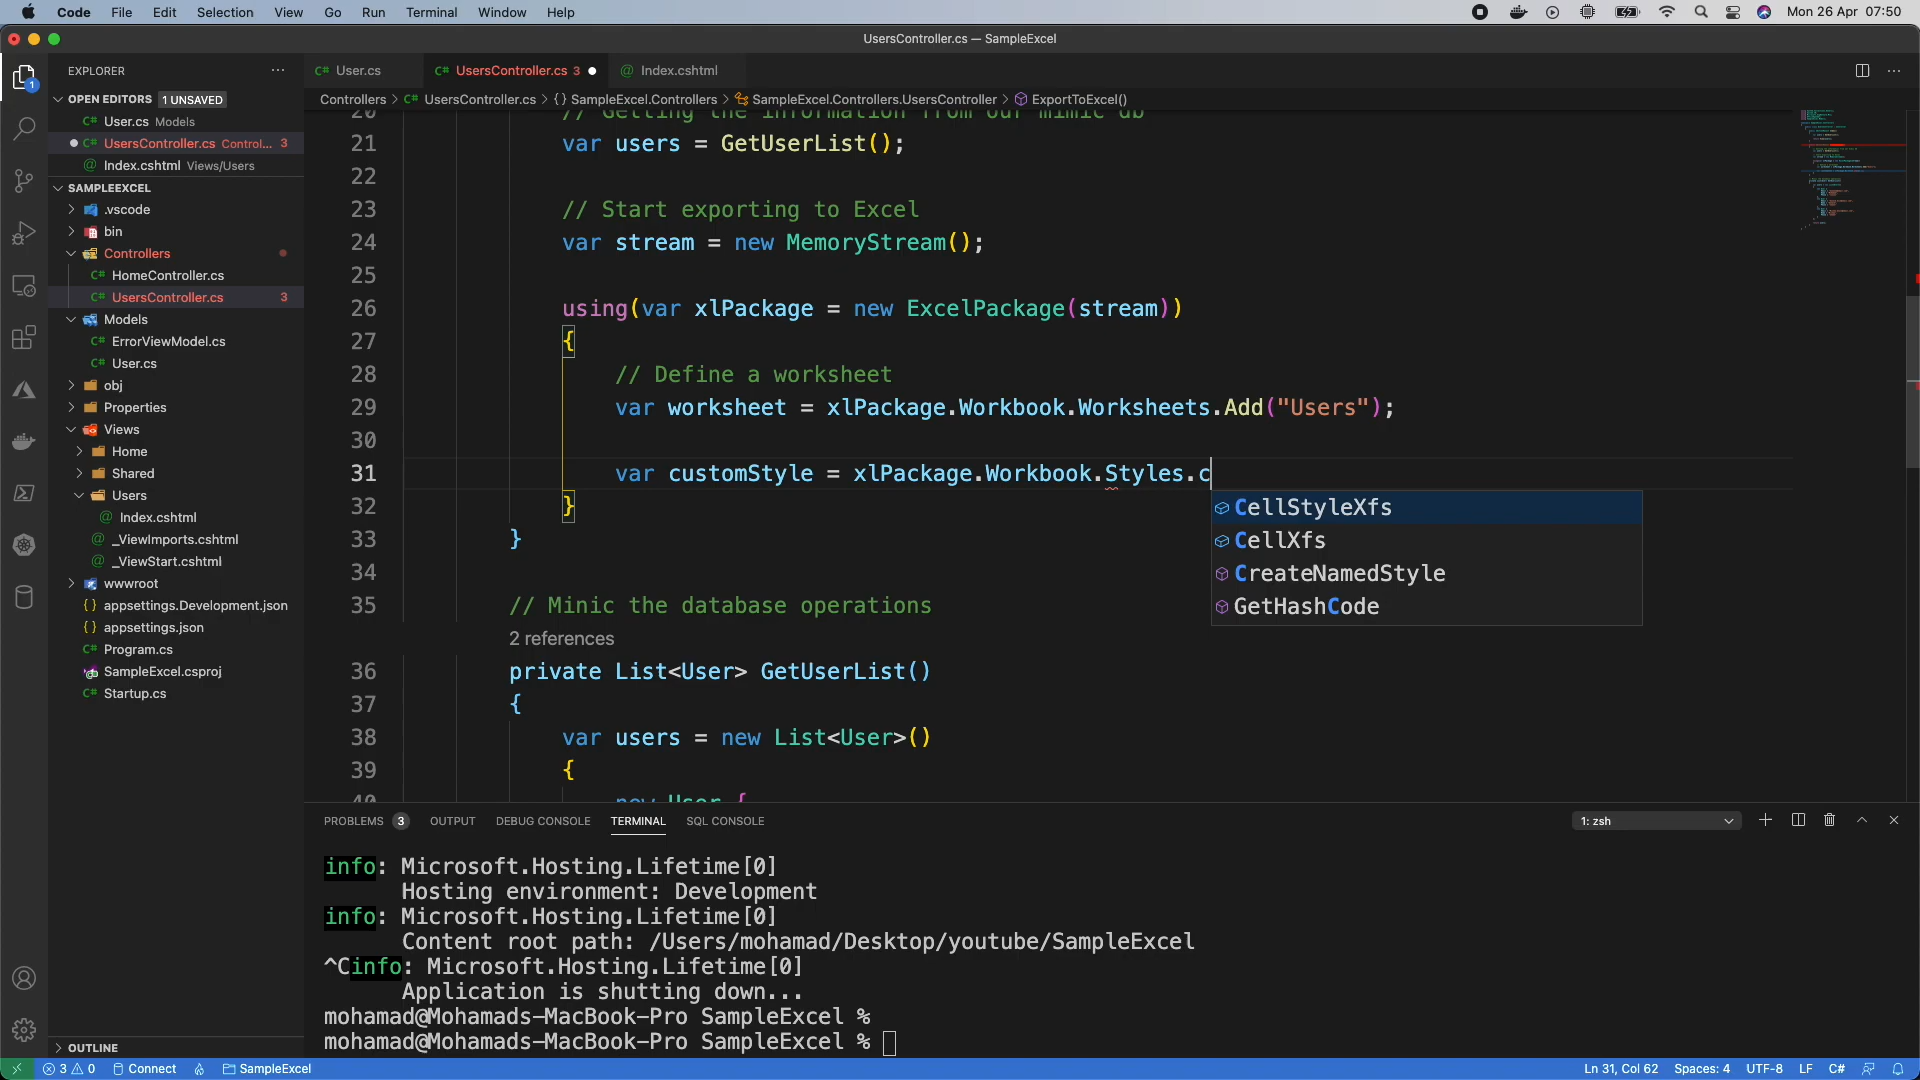 Code File Edit Selection View Go Run Terminal Window Help Mon 26 Apr 07:50
UsersController.cs — SampleExcel
EXPLORER ···
OPEN EDITORS 1 UNSAVED
C# User.cs Models
C# UsersController.cs Control... 3
@ Index.cshtml Views/Users
SAMPLEEXCEL
.vscode
bin
Controllers
C# HomeController.cs
C# UsersController.cs 3
Models
C# ErrorViewModel.cs
C# User.cs
obj
Properties
Views
Home
Shared
Users
@ Index.cshtml
@ _ViewImports.cshtml
@ _ViewStart.cshtml
wwwroot
{} appsettings.Development.json
{} appsettings.json
C# Program.cs
SampleExcel.csproj
C# Startup.cs
OUTLINE
C# User.cs C# UsersController.cs 3 @ Index.cshtml
Controllers > C# UsersController.cs > {} SampleExcel.Controllers > SampleExcel.Controllers.UsersController > ExportToExcel()
20 // Getting the information from our mimic db
21 var users = GetUserList();
22
23 // Start exporting to Excel
24 var stream = new MemoryStream();
25
26 using(var xlPackage = new ExcelPackage(stream))
27 {
28 // Define a worksheet
29 var worksheet = xlPackage.Workbook.Worksheets.Add("Users");
30
31 var customStyle = xlPackage.Workbook.Styles.c
32 }
33 }
34
35 // Minic the database operations
2 references
36 private List<User> GetUserList()
37 {
38 var users = new List<User>()
39 {
40 new User {
CellStyleXfs
CellXfs
CreateNamedStyle
GetHashCode
PROBLEMS 3 OUTPUT DEBUG CONSOLE TERMINAL SQL CONSOLE 1: zsh
info: Microsoft.Hosting.Lifetime[0]
Hosting environment: Development
info: Microsoft.Hosting.Lifetime[0]
Content root path: /Users/mohamad/Desktop/youtube/SampleExcel
^Cinfo: Microsoft.Hosting.Lifetime[0]
Application is shutting down...
mohamad@Mohamads-MacBook-Pro SampleExcel %
mohamad@Mohamads-MacBook-Pro SampleExcel %
3 0 Connect SampleExcel Ln 31, Col 62 Spaces: 4 UTF-8 LF C#